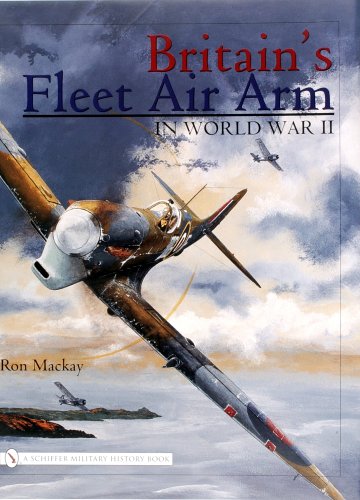 Britain's
Fleet Air Arm
IN WORLD WAR II
Ron Mackay
A SCHIFFER MILITARY HISTORY BOOK